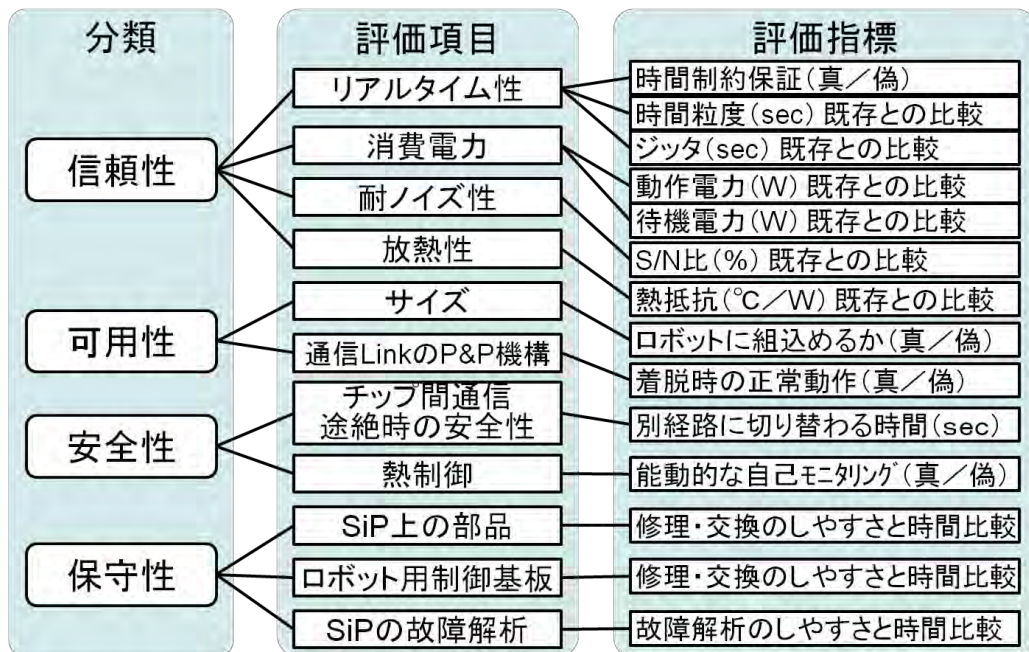 分類
信頼性
可用性
安全性
保守性
評価項目
リアルタイム性
消費電力
耐ノイズ性
放熱性
サイズ
通信LinkのP&P機構
チップ間通信
途絶時の安全性
熱制御
SiP上の部品
ロボット用制御基板
SiPの故障解析
評価指標
時間制約保証(真／偽)
時間粒度(sec) 既存との比較
ジッタ(sec) 既存との比較
動作電力(W) 既存との比較
待機電力(W) 既存との比較
S/N比(%) 既存との比較
熱抵抗(℃／W) 既存との比較
ロボットに組込めるか(真／偽)
着脱時の正常動作(真／偽)
別経路に切り替わる時間(sec)
能動的な自己ﾓﾆﾀﾘﾝｸﾞ(真／偽)
修理・交換のしやすさと時間比較
修理・交換のしやすさと時間比較
故障解析のしやすさと時間比較